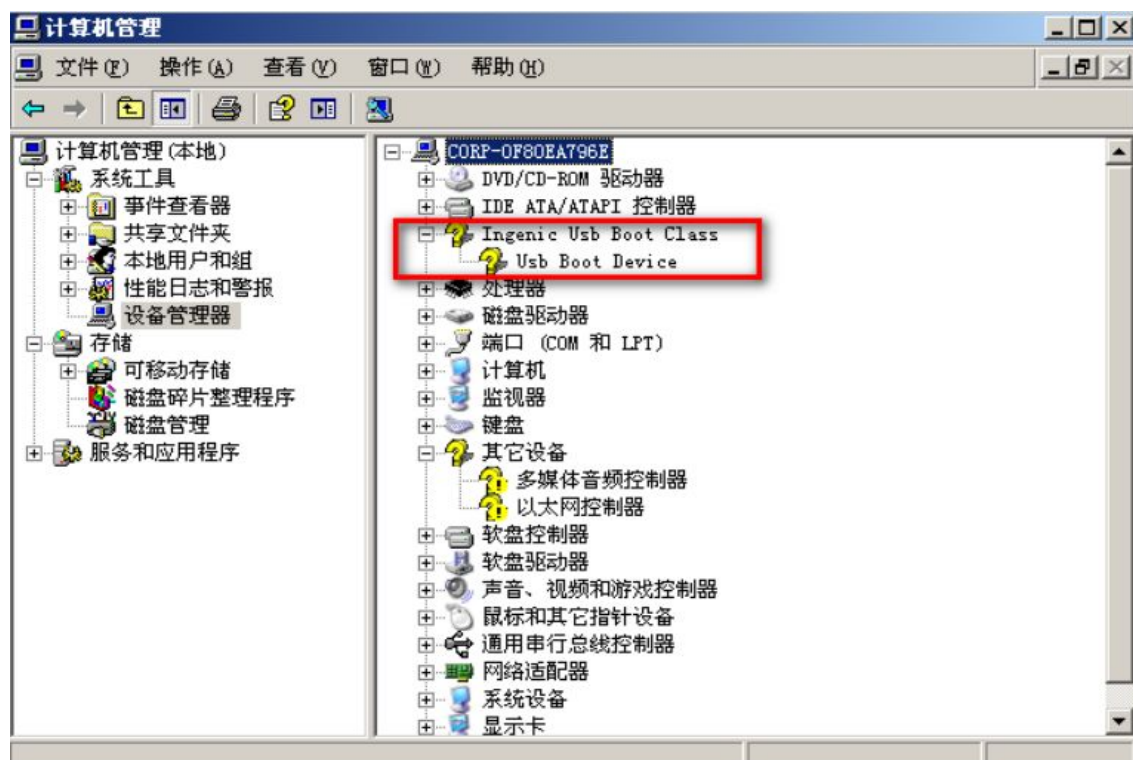 计算机管理
文件(F) 操作(A) 查看(V) 窗口(W) 帮助(H)
计算机管理(本地)
系统工具
事件查看器
共享文件夹
本地用户和组
性能日志和警报
设备管理器
存储
可移动存储
磁盘碎片整理程序
磁盘管理
服务和应用程序
CORP-0F80EA796E
DVD/CD-ROM 驱动器
IDE ATA/ATAPI 控制器
Ingenic Usb Boot Class
Usb Boot Device
处理器
磁盘驱动器
端口 (COM 和 LPT)
计算机
监视器
键盘
其它设备
多媒体音频控制器
以太网控制器
软盘控制器
软盘驱动器
声音、视频和游戏控制器
鼠标和其它指针设备
通用串行总线控制器
网络适配器
系统设备
显示卡